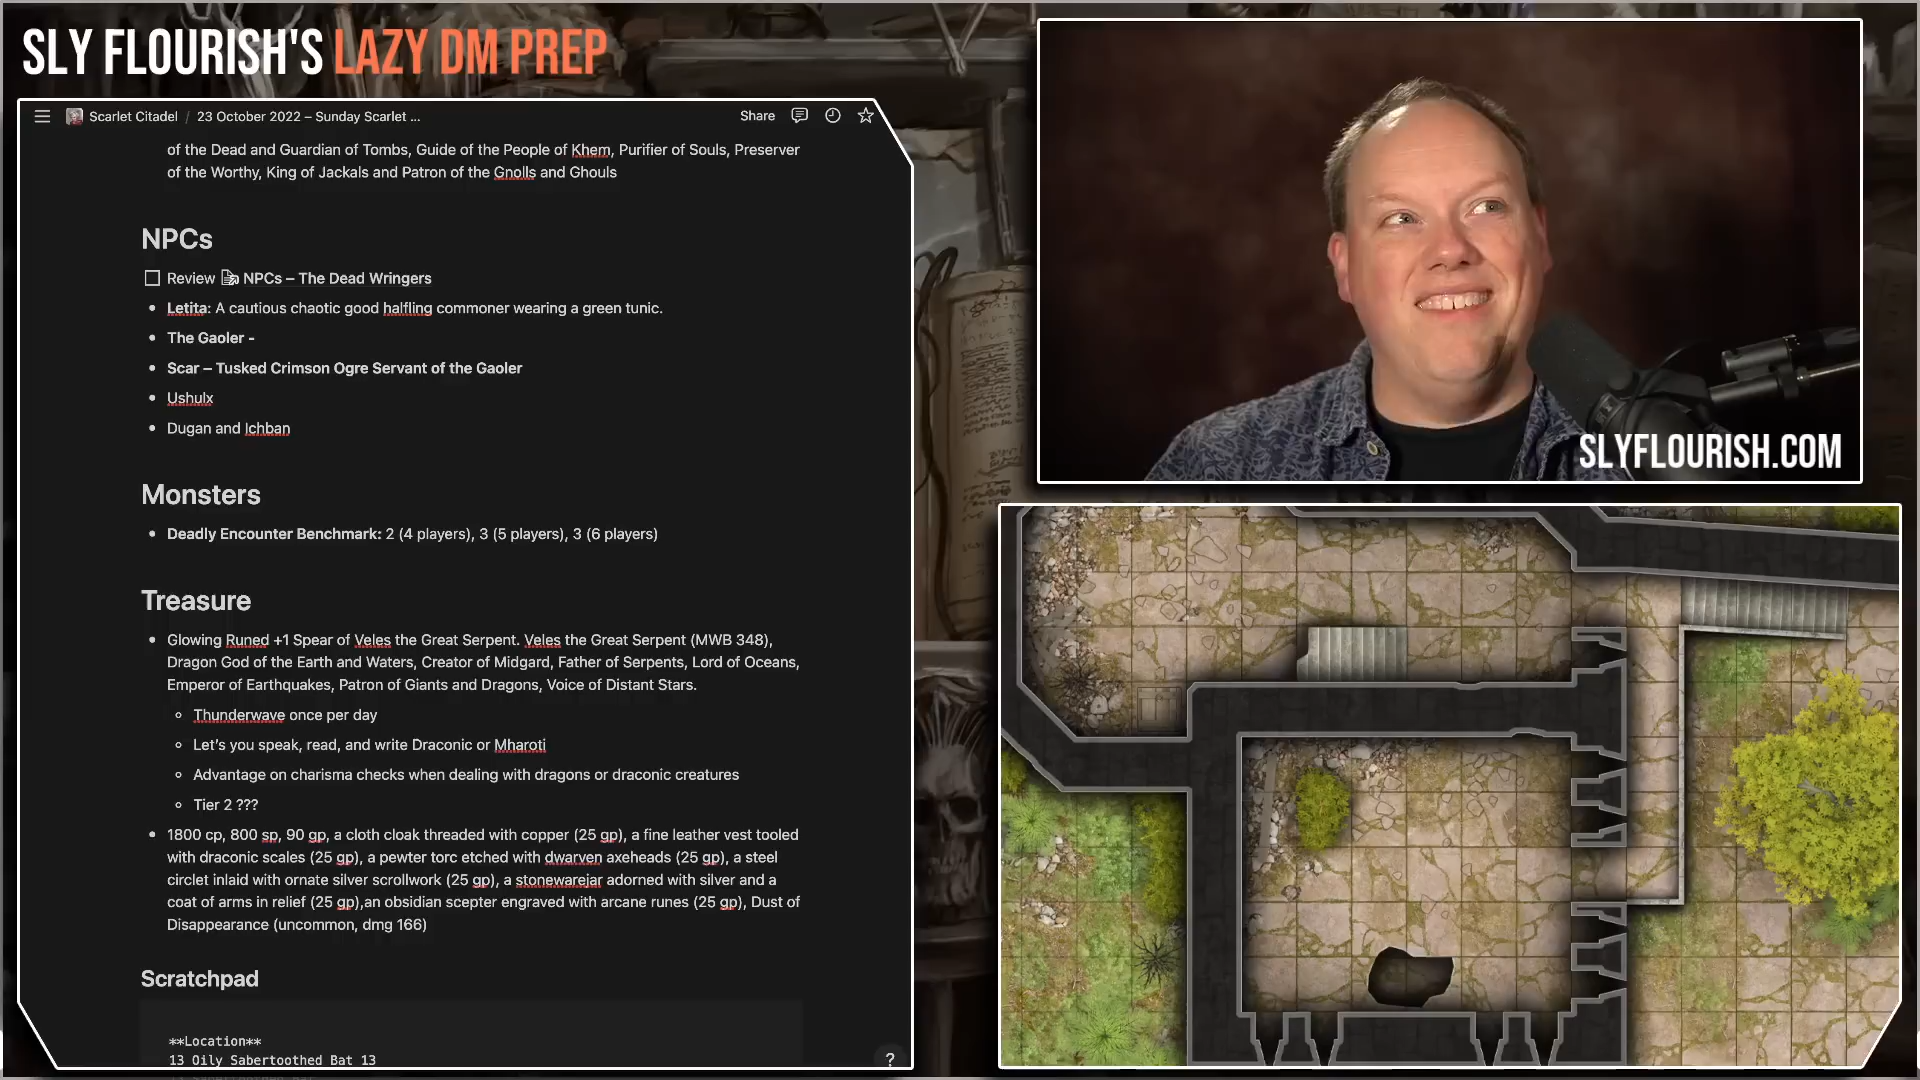 SLY FLOURISH'S LAZY DM PREP
Scarlet Citadel / 23 October 2022 – Sunday Scarlet ...
Share
of the Dead and Guardian of Tombs, Guide of the People of Khem, Purifier of Souls, Preserver
of the Worthy, King of Jackals and Patron of the Gnolls and Ghouls
NPCs
Review NPCs – The Dead Wringers
Letita: A cautious chaotic good halfling commoner wearing a green tunic.
The Gaoler -
Scar – Tusked Crimson Ogre Servant of the Gaoler
Ushulx
Dugan and Ichban
Monsters
Deadly Encounter Benchmark: 2 (4 players), 3 (5 players), 3 (6 players)
Treasure
Glowing Runed +1 Spear of Veles the Great Serpent. Veles the Great Serpent (MWB 348),
Dragon God of the Earth and Waters, Creator of Midgard, Father of Serpents, Lord of Oceans,
Emperor of Earthquakes, Patron of Giants and Dragons, Voice of Distant Stars.
Thunderwave once per day
Let's you speak, read, and write Draconic or Mharoti
Advantage on charisma checks when dealing with dragons or draconic creatures
Tier 2 ???
1800 cp, 800 sp, 90 gp, a cloth cloak threaded with copper (25 gp), a fine leather vest tooled
with draconic scales (25 gp), a pewter torc etched with dwarven axeheads (25 gp), a steel
circlet inlaid with ornate silver scrollwork (25 gp), a stonewarejar adorned with silver and a
coat of arms in relief (25 gp),an obsidian scepter engraved with arcane runes (25 gp), Dust of
Disappearance (uncommon, dmg 166)
Scratchpad
**Location**
13 Oily Sabertoothed Bat 13
?
SLYFLOURISH.COM